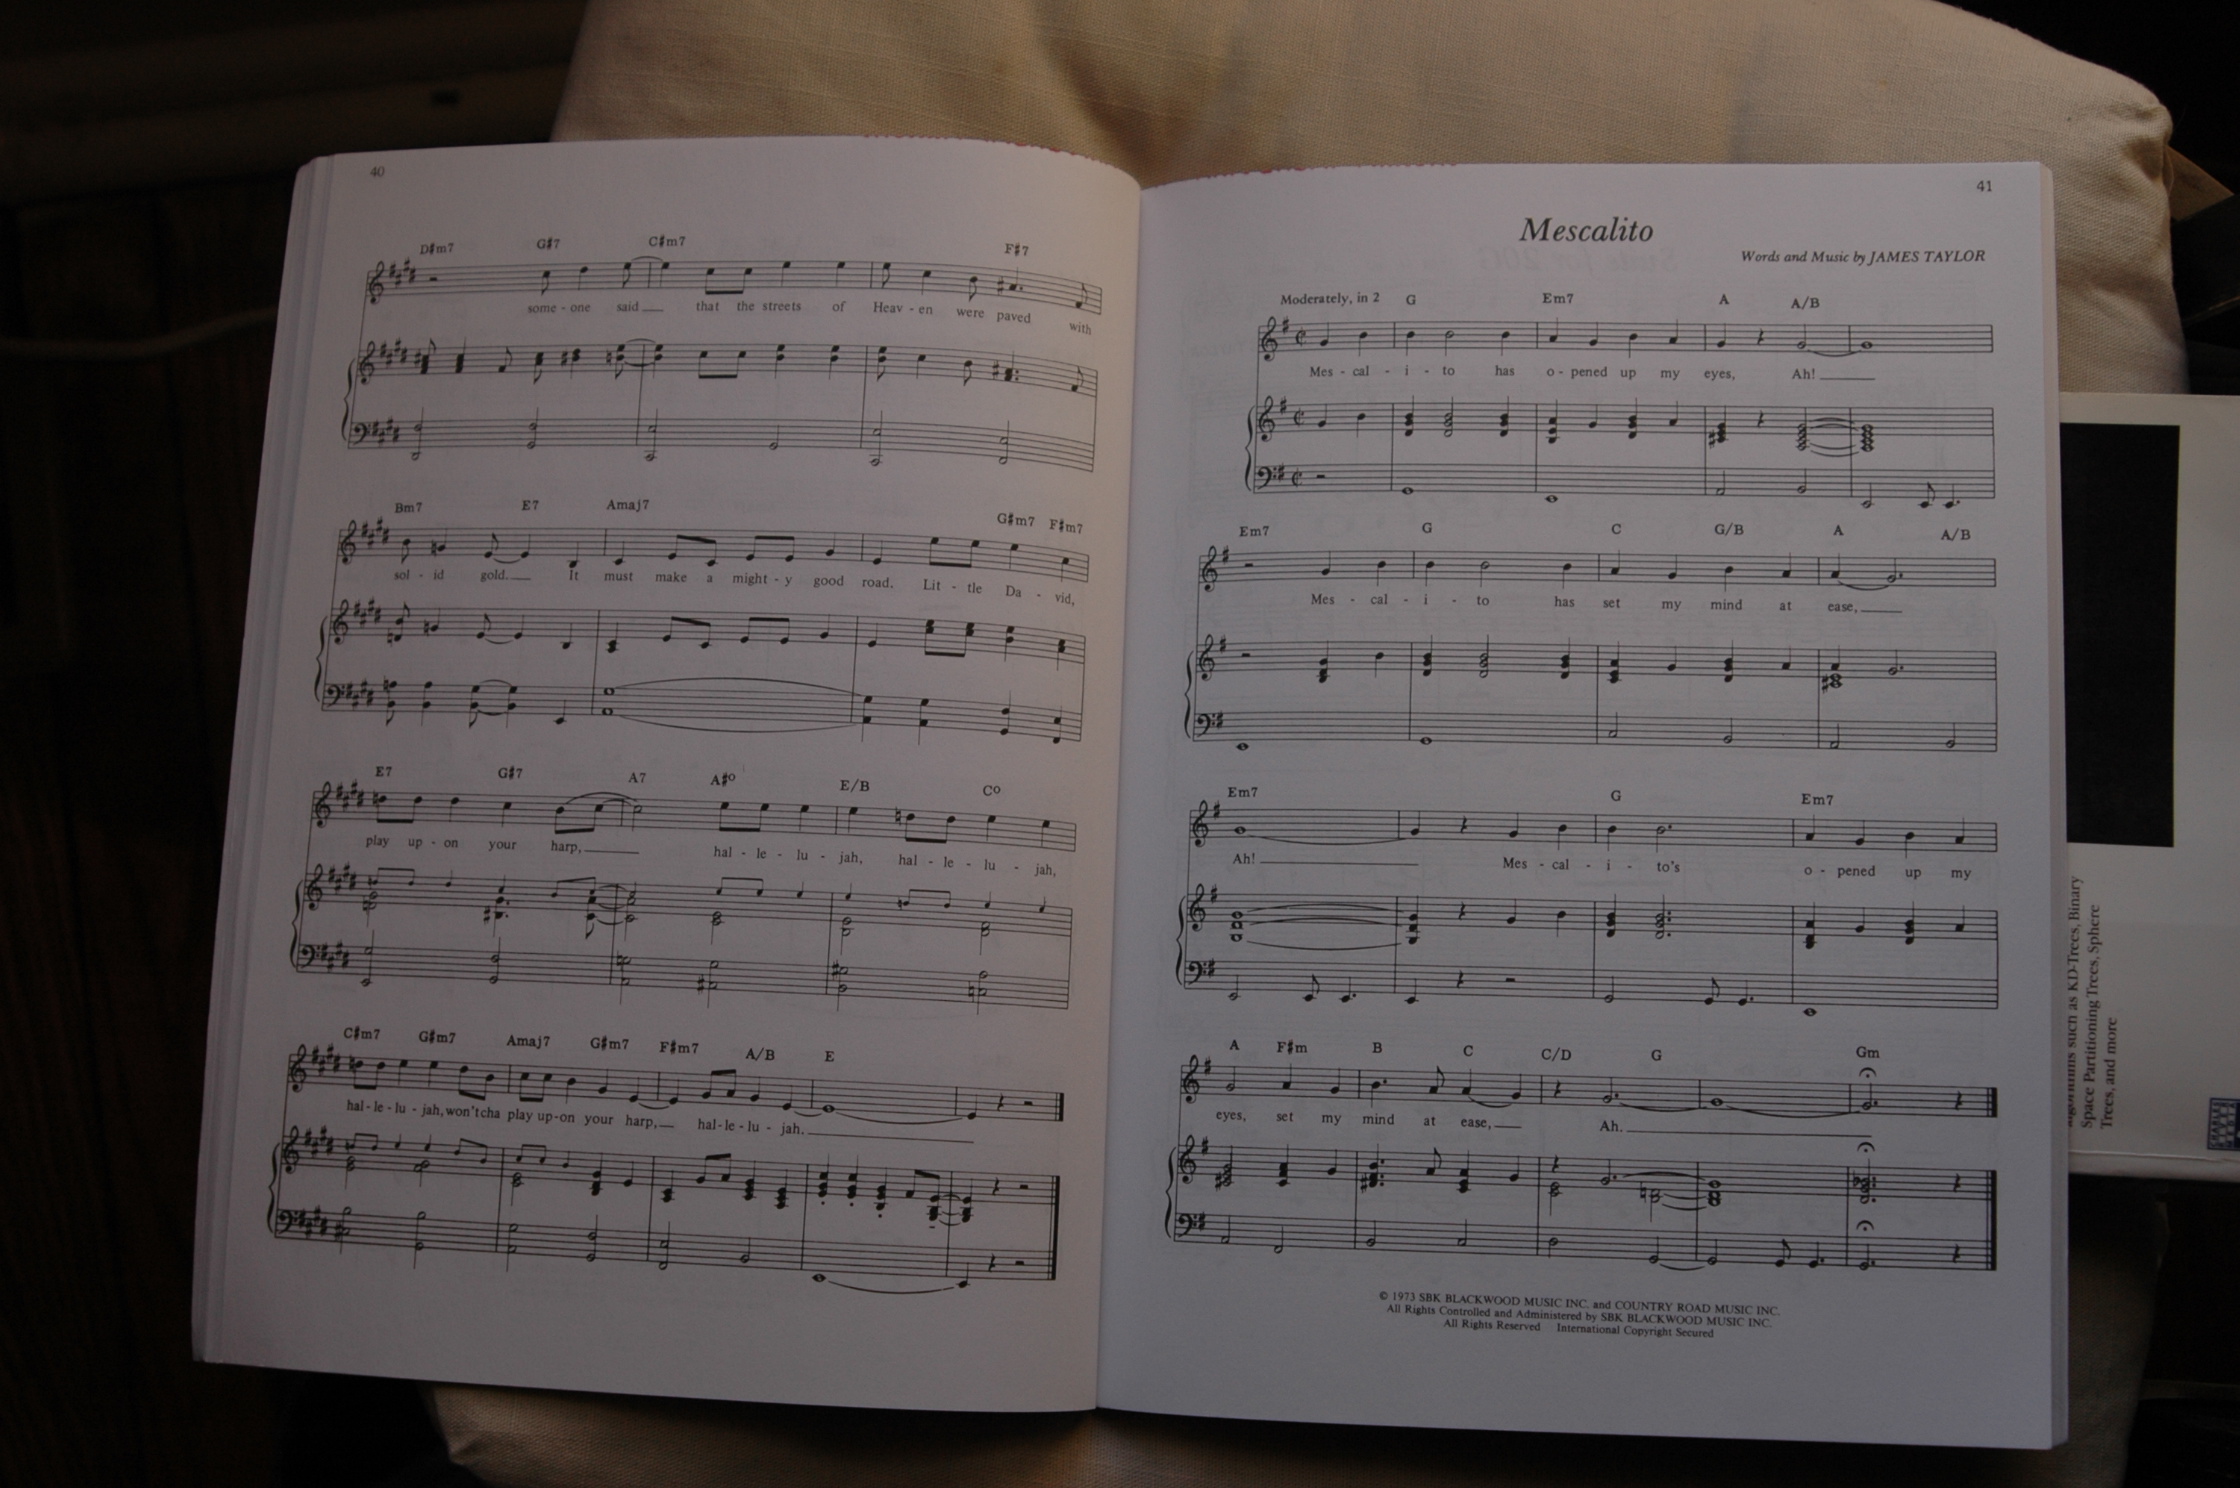 40
D#m7 G#7 C#m7 F#7
some - one said that the streets of Heav - en were paved with
Bm7 E7 Amaj7 G#m7 F#m7
sol - id gold. It must make a might - y good road. Lit - tle Da - vid,
E7 G#7 A7 A#o E/B Co
play up - on your harp, hal - le - lu - jah, hal - le - lu - jah,
C#m7 G#m7 Amaj7 G#m7 F#m7 A/B E
hal - le - lu - jah, won'tcha play up - on your harp, hal - le - lu - jah.
41
Mescalito
Words and Music by JAMES TAYLOR
Moderately, in 2 G Em7 A A/B
Mes - cal - i - to has o - pened up my eyes, Ah!
Em7 G C G/B A A/B
Mes - cal - i - to has set my mind at ease,
Em7 G Em7
Ah! Mes - cal - i - to's o - pened up my
A F#m B C C/D G Gm
eyes, set my mind at ease, Ah.
© 1973 SBK BLACKWOOD MUSIC INC. and COUNTRY ROAD MUSIC INC.
All Rights Controlled and Administered by SBK BLACKWOOD MUSIC INC.
All Rights Reserved International Copyright Secured
such as KD-Trees, Binary
Space Partitioning Trees, Sphere
Trees, and more